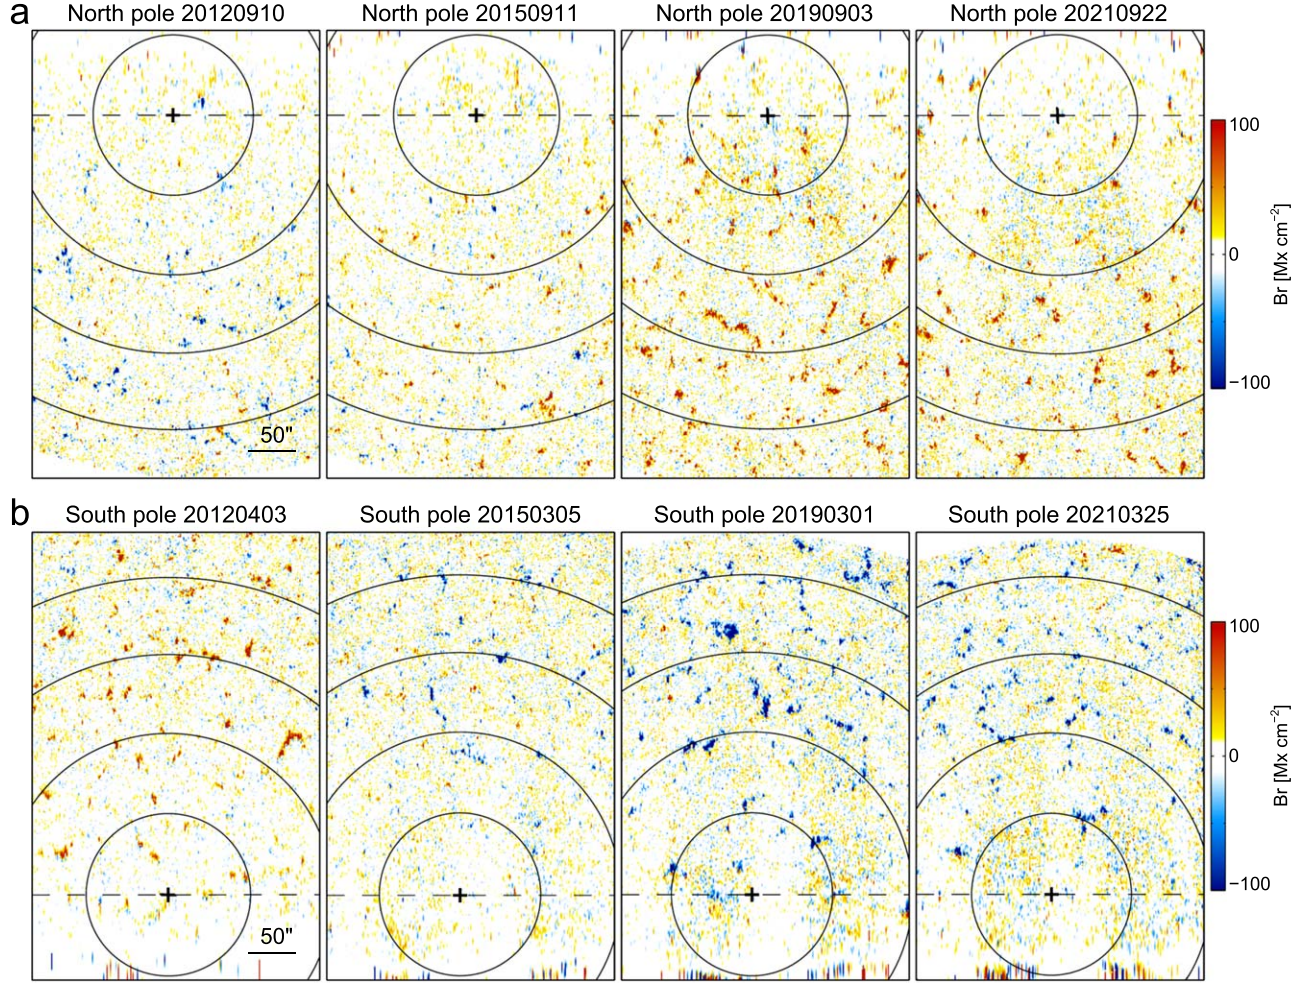 a
North pole 20120910
North pole 20150911
North pole 20190903
North pole 20210922
50"
100
0
−100
Br [Mx cm⁻²]
b
South pole 20120403
South pole 20150305
South pole 20190301
South pole 20210325
50"
100
0
−100
Br [Mx cm⁻²]